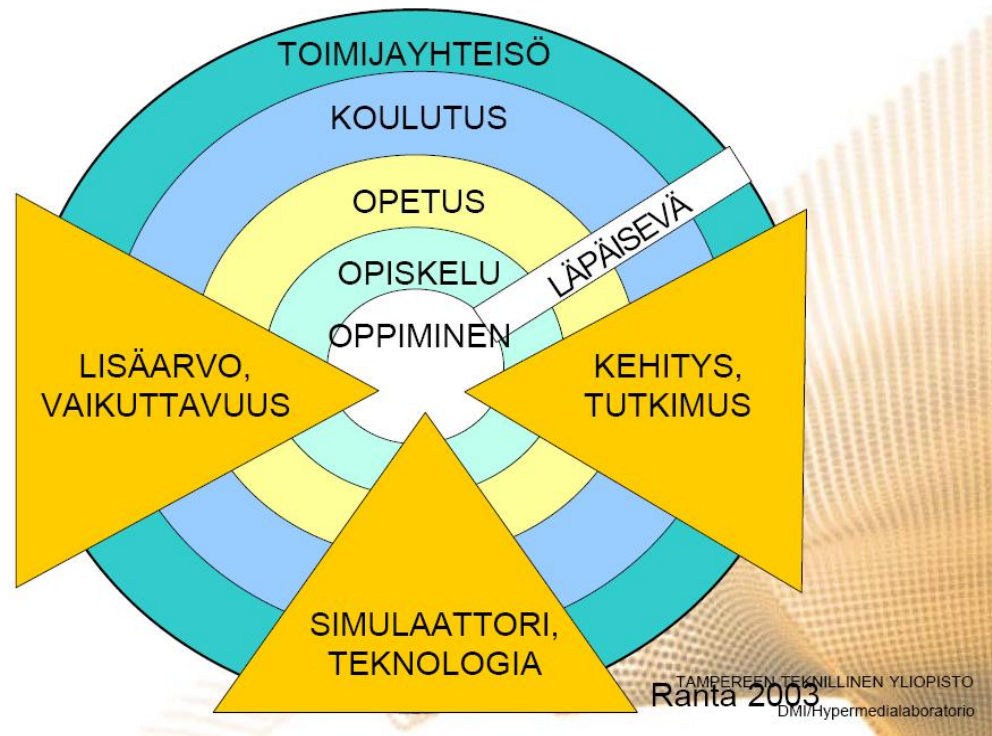 TOIMIJAYHTEISÖ
KOULUTUS
OPETUS
OPISKELU
OPPIMINEN
LÄPÄISEVÄ
LISÄARVO,
VAIKUTTAVUUS
KEHITYS,
TUTKIMUS
SIMULAATTORI,
TEKNOLOGIA
Ranta 2003
TAMPEREEN TEKNILLINEN YLIOPISTO
DMI/Hypermedialaboratorio